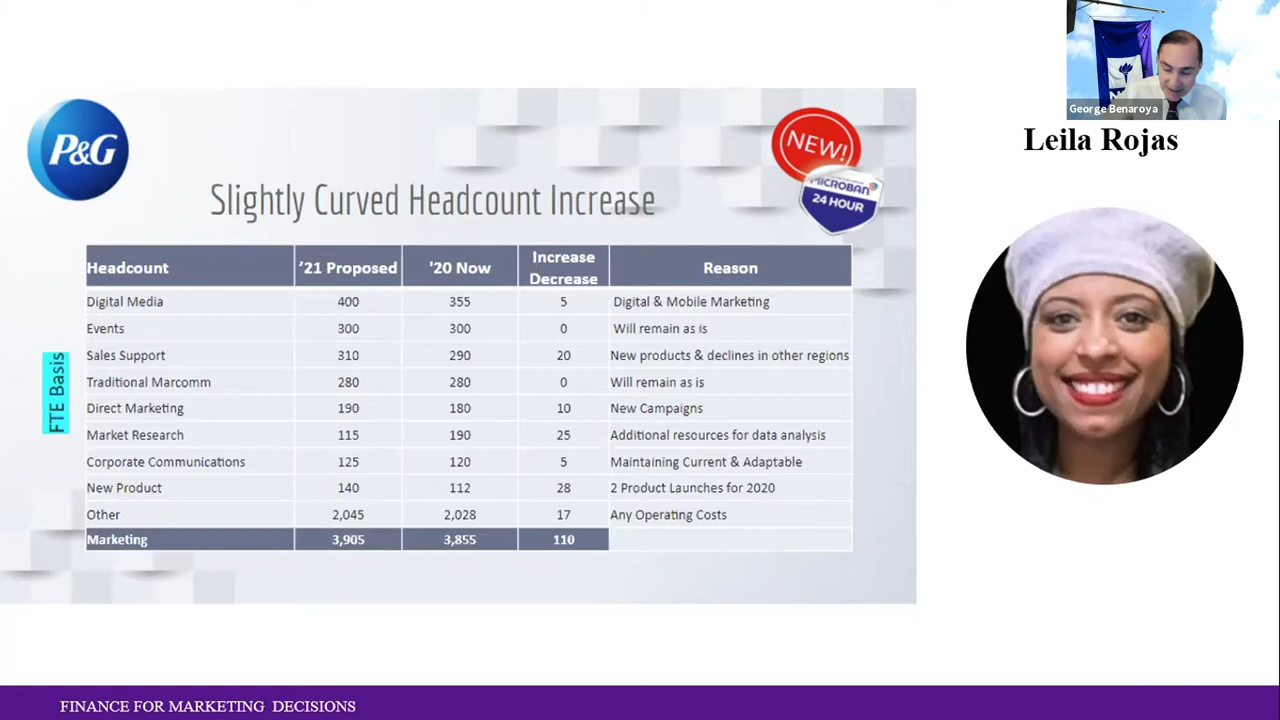 George Benaroya
Leila Rojas
P&G
NEW!
MICROBAN
24 HOUR
Slightly Curved Headcount Increase
FTE Basis
Headcount '21 Proposed '20 Now Increase Decrease Reason
Digital Media 400 355 5 Digital & Mobile Marketing
Events 300 300 0 Will remain as is
Sales Support 310 290 20 New products & declines in other regions
Traditional Marcomm 280 280 0 Will remain as is
Direct Marketing 190 180 10 New Campaigns
Market Research 115 190 25 Additional resources for data analysis
Corporate Communications 125 120 5 Maintaining Current & Adaptable
New Product 140 112 28 2 Product Launches for 2020
Other 2,045 2,028 17 Any Operating Costs
Marketing 3,905 3,855 110
FINANCE FOR MARKETING DECISIONS